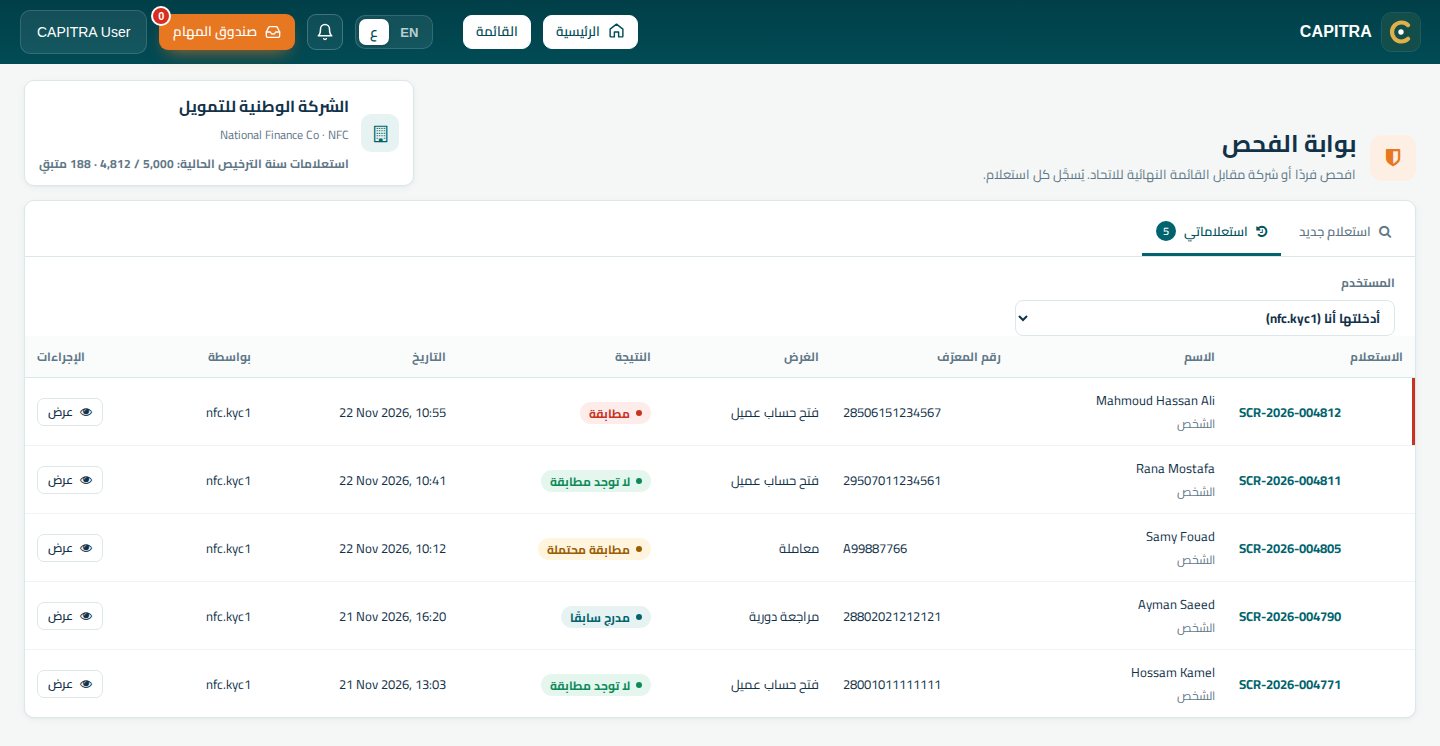 CAPITRA
الرئيسية
القائمة
EN
ع
صندوق المهام
0
CAPITRA User
بوابة الفحص
افحص فردًا أو شركة مقابل القائمة النهائية للاتحاد. يُسجَّل كل استعلام.
الشركة الوطنية للتمويل
National Finance Co · NFC
استعلامات سنة الترخيص الحالية: 5,000 / 4,812 · 188 متبقٍ
استعلام جديد
استعلاماتي 5
المستخدم
أدخلتها أنا (nfc.kyc1)
الاستعلام الاسم رقم المعرّف الغرض النتيجة التاريخ بواسطة الإجراءات
SCR-2026-004812 Mahmoud Hassan Ali 28506151234567 فتح حساب عميل مطابقة 22 Nov 2026, 10:55 nfc.kyc1 عرض
الشخص
SCR-2026-004811 Rana Mostafa 29507011234561 فتح حساب عميل لا توجد مطابقة 22 Nov 2026, 10:41 nfc.kyc1 عرض
الشخص
SCR-2026-004805 Samy Fouad A99887766 معاملة مطابقة محتملة 22 Nov 2026, 10:12 nfc.kyc1 عرض
الشخص
SCR-2026-004790 Ayman Saeed 28802021212121 مراجعة دورية مدرج سابقًا 21 Nov 2026, 16:20 nfc.kyc1 عرض
الشخص
SCR-2026-004771 Hossam Kamel 28001011111111 فتح حساب عميل لا توجد مطابقة 21 Nov 2026, 13:03 nfc.kyc1 عرض
الشخص